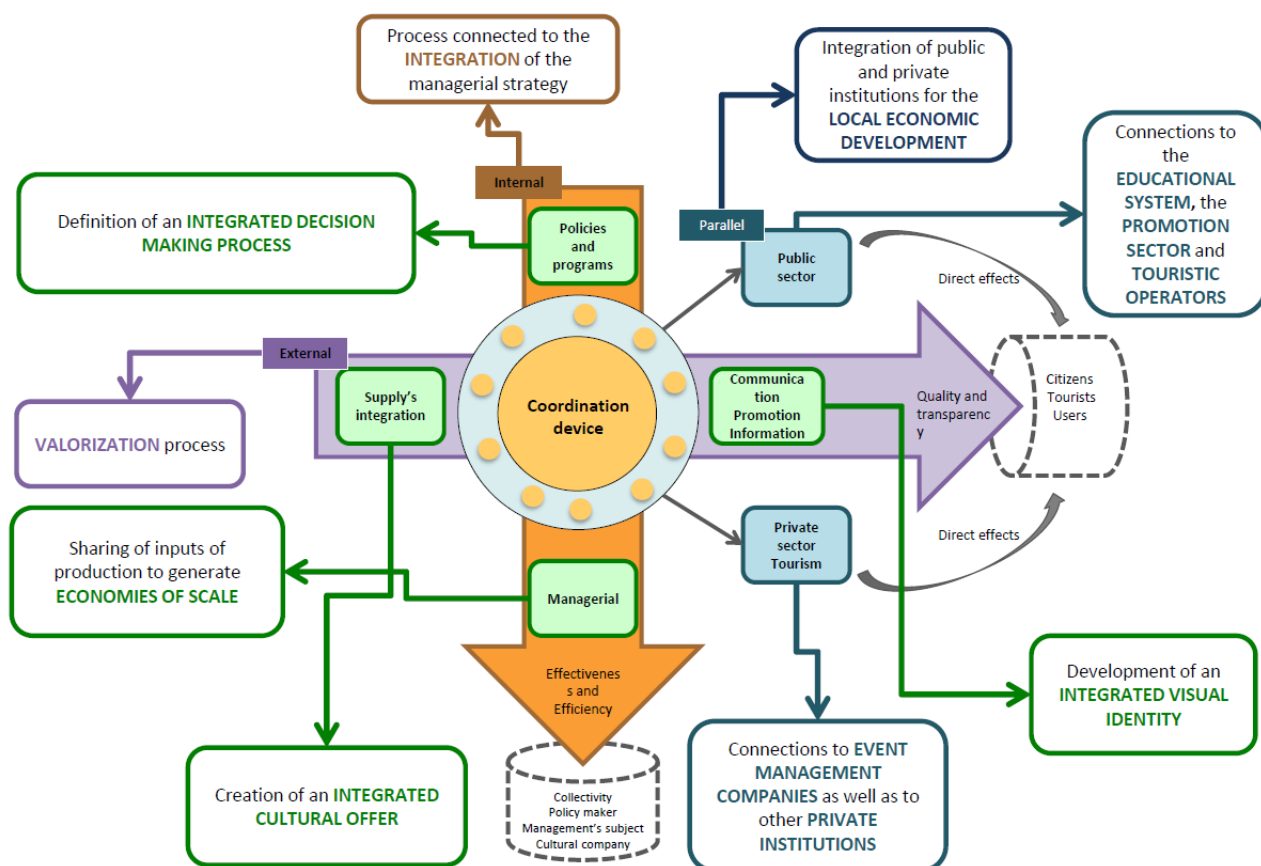 Process connected to the
INTEGRATION of the
managerial strategy
Integration of public
and private
institutions for the
LOCAL ECONOMIC
DEVELOPMENT
Connections to
the
EDUCATIONAL
SYSTEM, the
PROMOTION
SECTOR and
TOURISTIC
OPERATORS
Internal
Definition of an INTEGRATED DECISION
MAKING PROCESS
Policies
and
programs
Parallel
Public
sector
Direct effects
External
VALORIZATION process
Supply's
integration
Coordination
device
Communica
tion
Promotion
Information
Quality and
transparenc
y
Citizens
Tourists
Users
Sharing of inputs of
production to generate
ECONOMIES OF SCALE
Managerial
Private
sector
Tourism
Direct effects
Effectivenes
s and
Efficiency
Development of an
INTEGRATED VISUAL
IDENTITY
Creation of an INTEGRATED
CULTURAL OFFER
Collectivity
Policy maker
Management's subject
Cultural company
Connections to EVENT
MANAGEMENT
COMPANIES as well as to
other PRIVATE
INSTITUTIONS